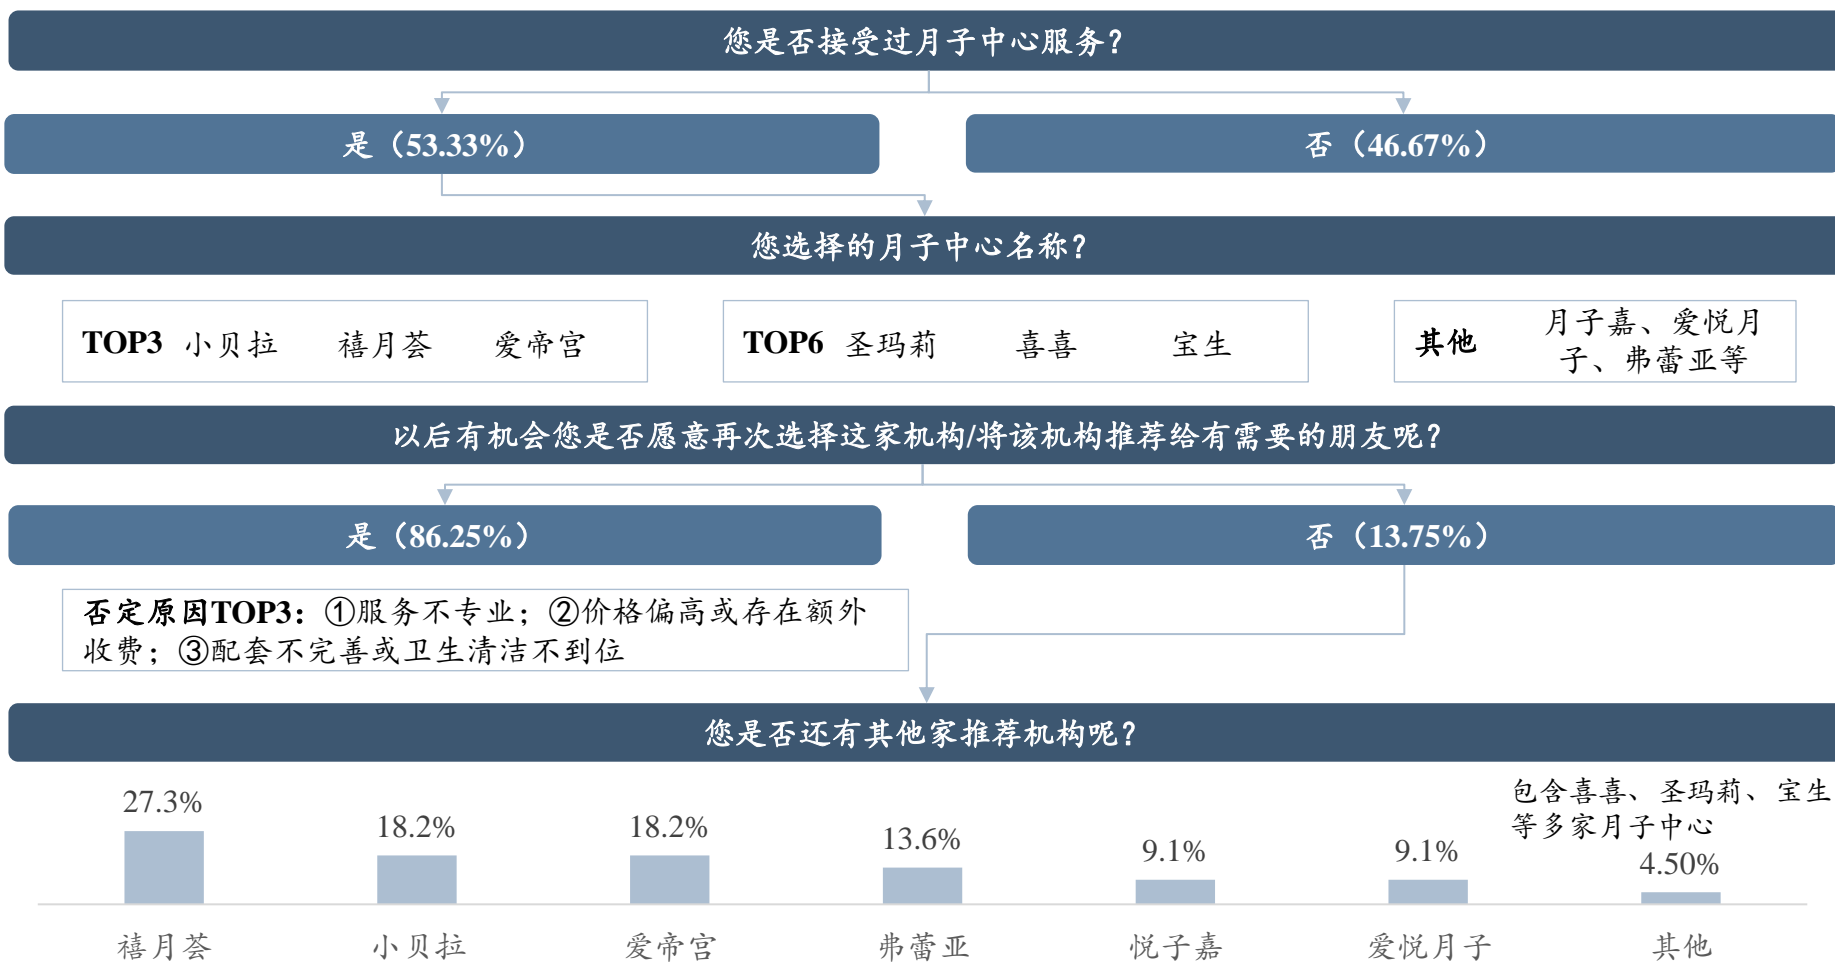 您是否接受过月子中心服务？
是（53.33%）
否（46.67%）
您选择的月子中心名称？
TOP3 小贝拉 禧月荟 爱帝宫
TOP6 圣玛莉 喜喜 宝生
其他
月子嘉、爱悦月
子、弗蕾亚等
以后有机会您是否愿意再次选择这家机构/将该机构推荐给有需要的朋友呢？
是（86.25%）
否（13.75%）
否定原因TOP3：①服务不专业；②价格偏高或存在额外
收费；③配套不完善或卫生清洁不到位
您是否还有其他家推荐机构呢？
包含喜喜、圣玛莉、宝生
等多家月子中心
27.3%
18.2%
18.2%
13.6%
9.1%
9.1%
4.50%
禧月荟
小贝拉
爱帝宫
弗蕾亚
悦子嘉
爱悦月子
其他